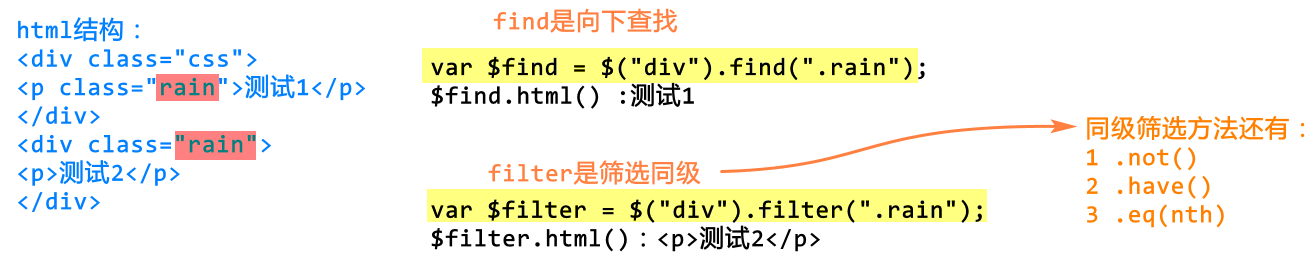 html结构：
<div class="css">
<p class="rain">测试1</p>
</div>
<div class="rain">
<p>测试2</p>
</div>
find是向下查找
var $find = $("div").find(".rain");
$find.html() :测试1
filter是筛选同级
var $filter = $("div").filter(".rain");
$filter.html()：<p>测试2</p>
同级筛选方法还有：
1 .not()
2 .have()
3 .eq(nth)